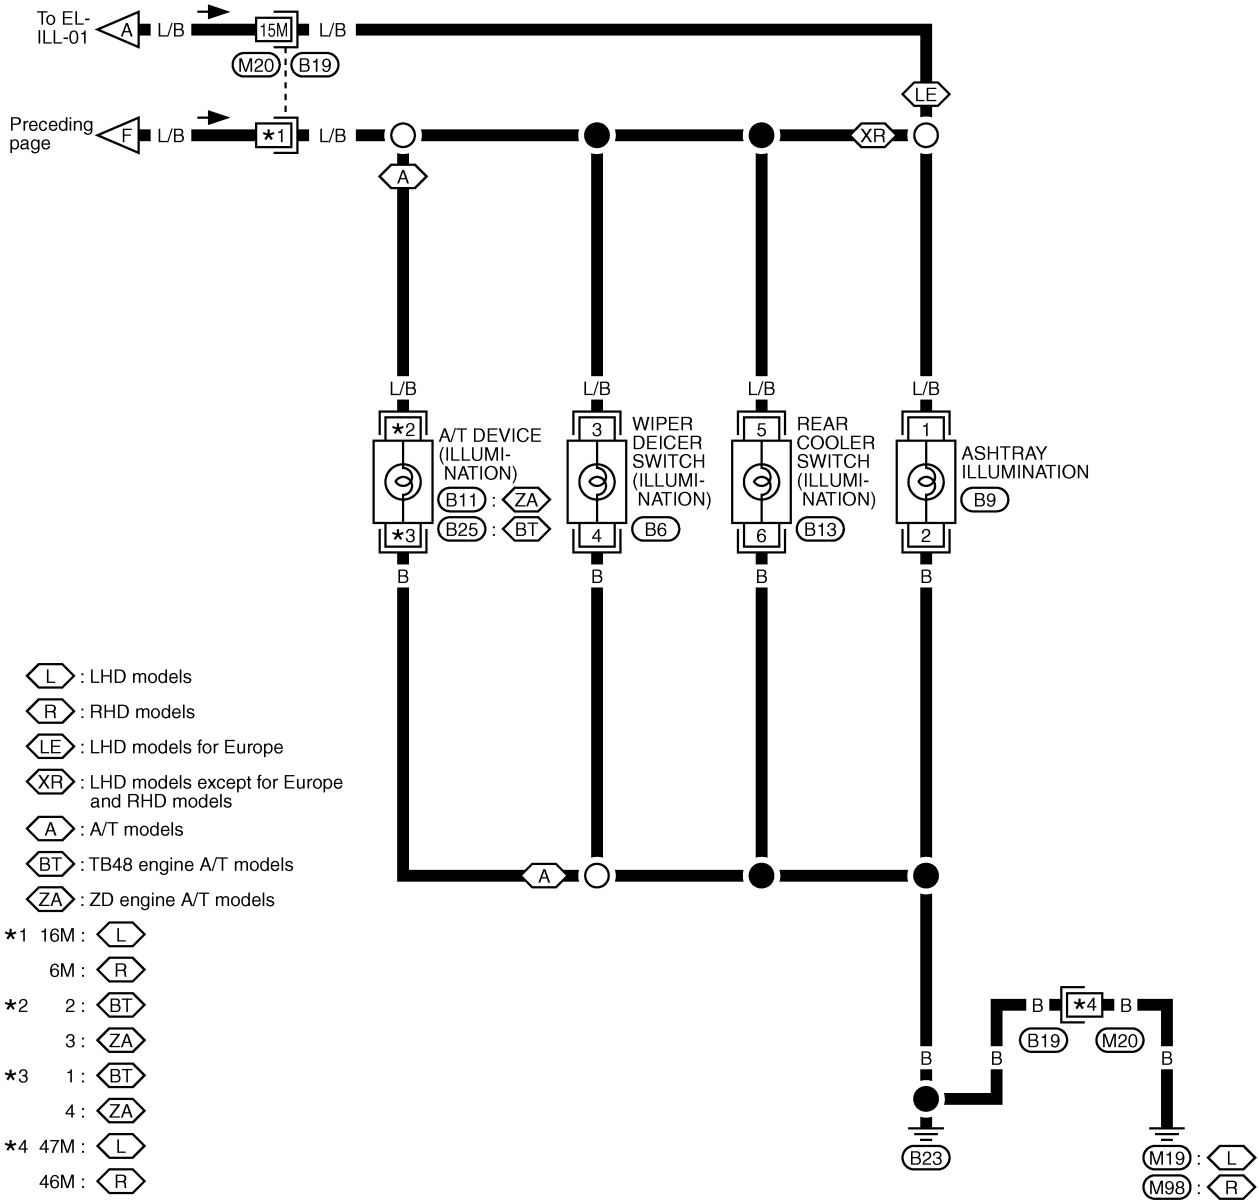 To EL-
ILL-01
A
L/B
15M
L/B
M20
B19
LE
Preceding
page
F
L/B
*1
L/B
XR
A
L/B
L/B
L/B
L/B
*2
3
5
1
A/T DEVICE
(ILLUMI-
NATION)
B11 : ZA
B25 : BT
WIPER
DEICER
SWITCH
(ILLUMI-
NATION)
B6
REAR
COOLER
SWITCH
(ILLUMI-
NATION)
B13
ASHTRAY
ILLUMINATION
B9
*3
4
6
2
B
B
B
B
A
L : LHD models
R : RHD models
LE : LHD models for Europe
XR : LHD models except for Europe
and RHD models
A : A/T models
BT : TB48 engine A/T models
ZA : ZD engine A/T models
*1 16M : L
6M : R
*2 2 : BT
3 : ZA
*3 1 : BT
4 : ZA
*4 47M : L
46M : R
B
*4
B
B19
M20
B
B
B
B23
M19 : L
M98 : R